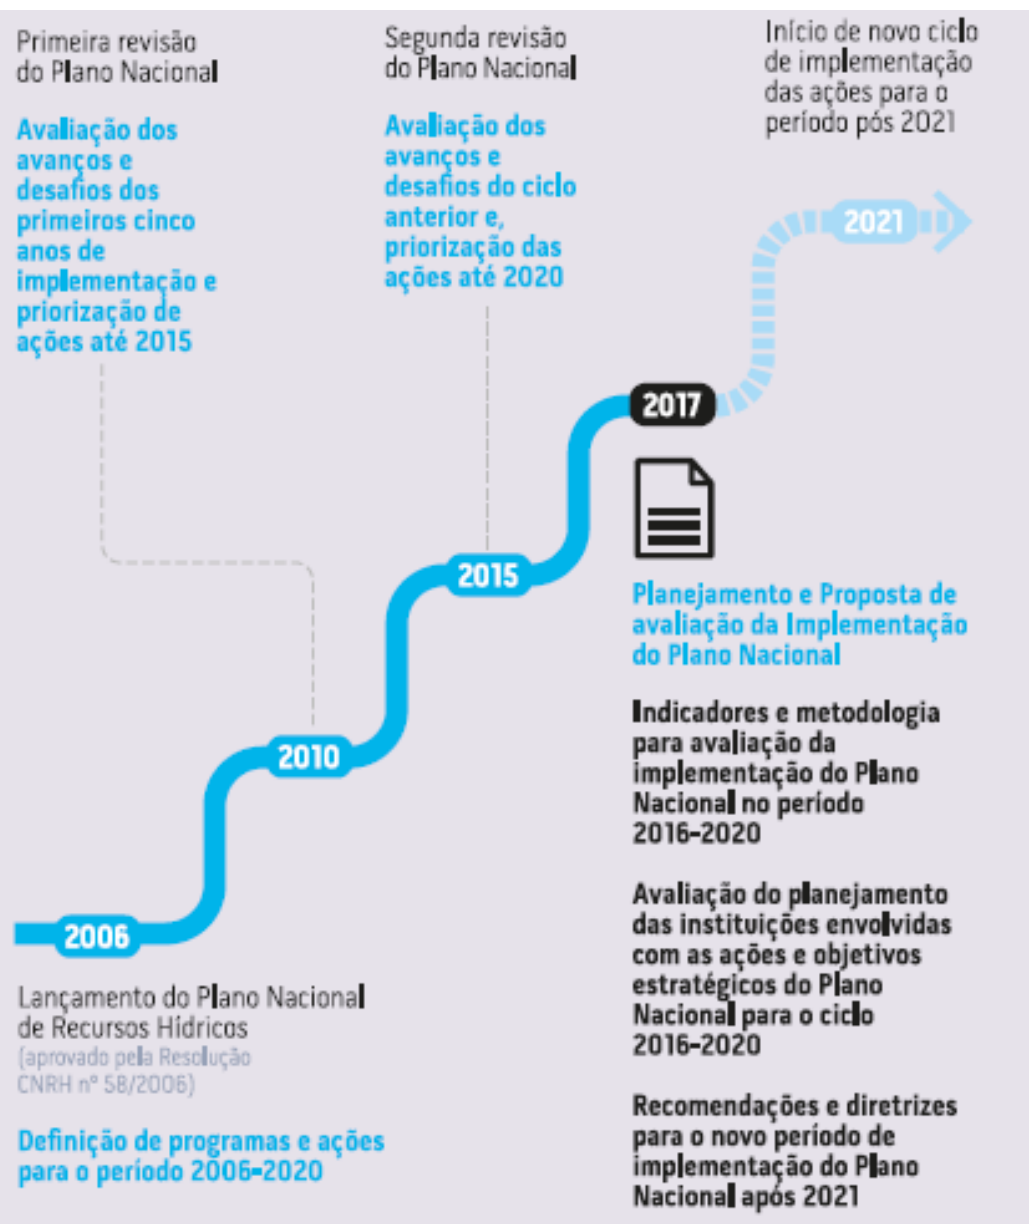 Primeira revisão
do Plano Nacional
Avaliação dos
avanços e
desafios dos
primeiros cinco
anos de
implementação e
priorização de
ações até 2015
Segunda revisão
do Plano Nacional
Avaliação dos
avanços e
desafios do ciclo
anterior e,
priorização das
ações até 2020
Início de novo ciclo
de implementação
das ações para o
período pós 2021
2021
2017
2015
2010
2006
Lançamento do Plano Nacional
de Recursos Hídricos
(aprovado pela Resolução
CNRH nº 58/2006)
Definição de programas e ações
para o período 2006-2020
Planejamento e Proposta de
avaliação da Implementação
do Plano Nacional
Indicadores e metodologia
para avaliação da
implementação do Plano
Nacional no período
2016-2020
Avaliação do planejamento
das instituições envolvidas
com as ações e objetivos
estratégicos do Plano
Nacional para o ciclo
2016-2020
Recomendações e diretrizes
para o novo período de
implementação do Plano
Nacional após 2021